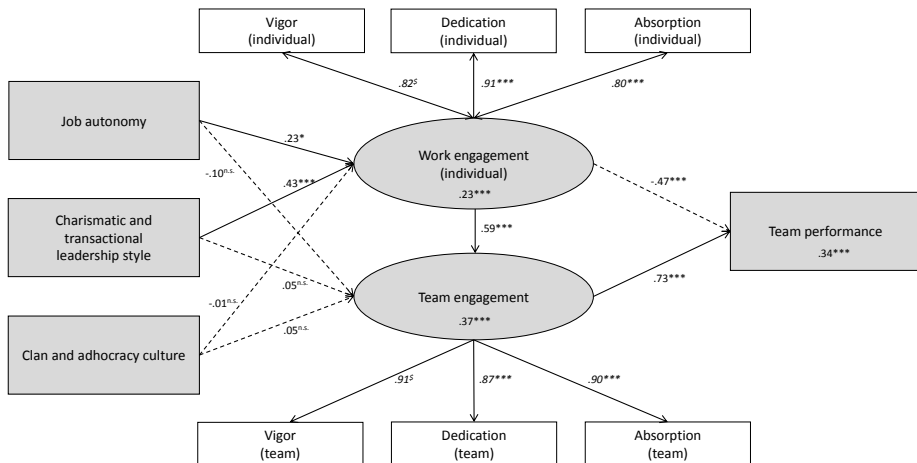 Vigor
(individual)
Dedication
(individual)
Absorption
(individual)
.82$
.91***
.80***
Job autonomy
.23*
-.10n.s.
Work engagement
(individual)
.23***
.43***
-.47***
Charismatic and
transactional
leadership style
.59***
Team performance
.34***
.05n.s.
-.01n.s.
.05n.s.
Team engagement
.37***
.73***
Clan and adhocracy culture
.91$
.87***
.90***
Vigor
(team)
Dedication
(team)
Absorption
(team)